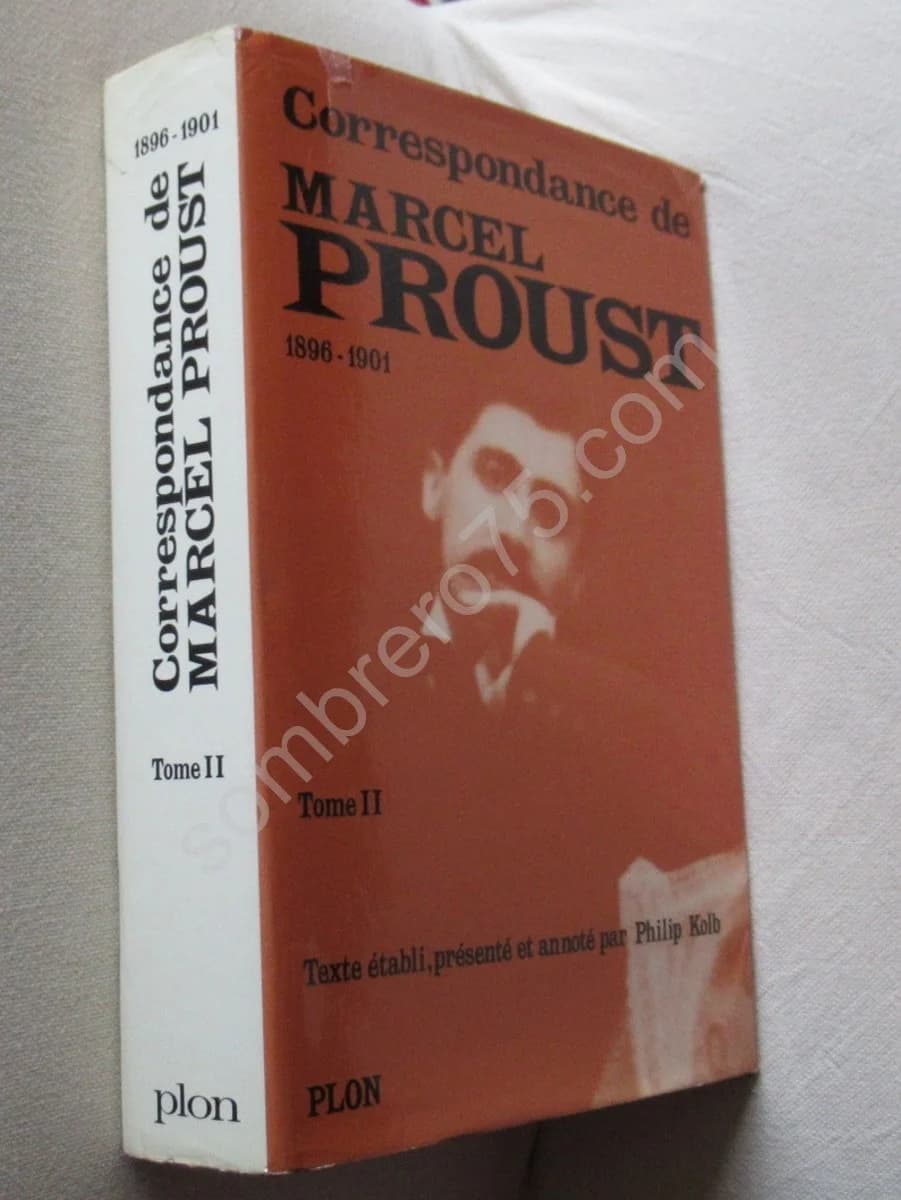 1896-1901
Correspondance de
MARCEL PROUST
Tome II
plon
Correspondance de
MARCEL
PROUST
1896-1901
Tome II
Texte établi, présenté et annoté par Philip Kolb
PLON
sombrero75.com